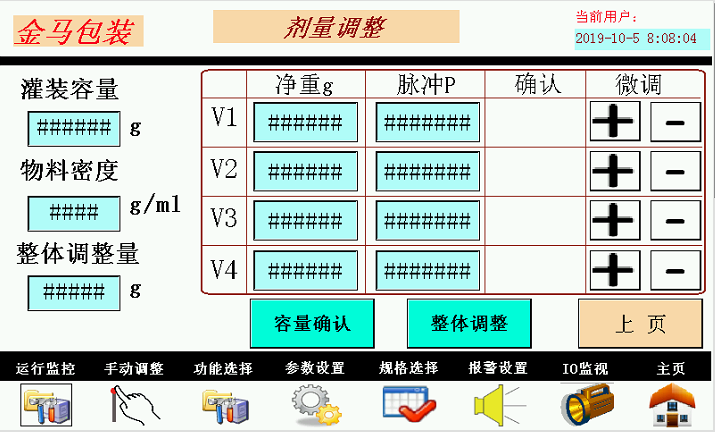 金马包装
剂量调整
当前用户：
2019-10-5 8:08:04
灌装容量
###### g
物料密度
#### g/ml
整体调整量
##### g
净重g 脉冲P 确认 微调
V1 ###### ####### + -
V2 ###### ####### + -
V3 ###### ####### + -
V4 ###### ####### + -
容量确认 整体调整 上 页
运行监控 手动调整 功能选择 参数设置 规格选择 报警设置 IO监视 主页